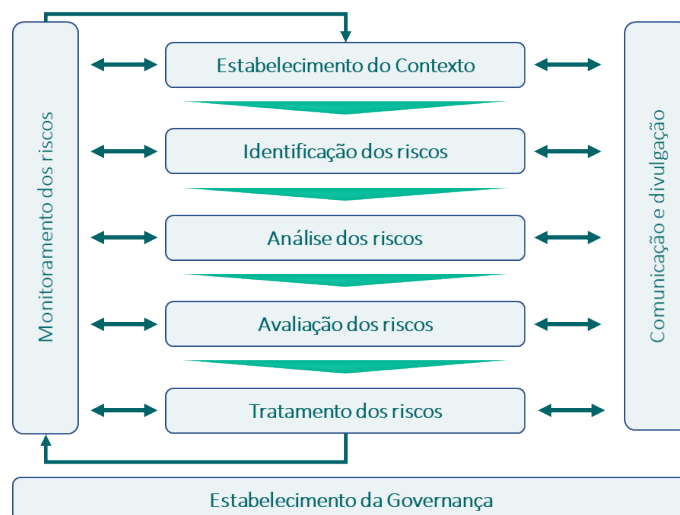 Estabelecimento do Contexto
Identificação dos riscos
Análise dos riscos
Avaliação dos riscos
Tratamento dos riscos
Monitoramento dos riscos
Comunicação e divulgação
Estabelecimento da Governança